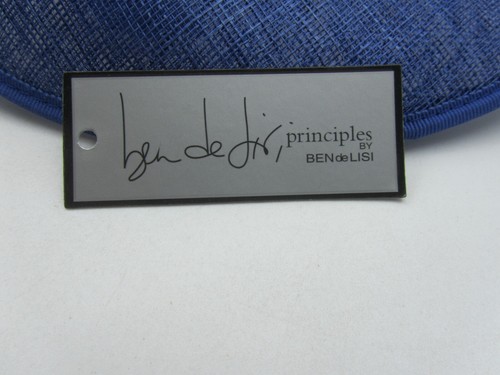 ben de lisi
principles
BY
BEN de LISI